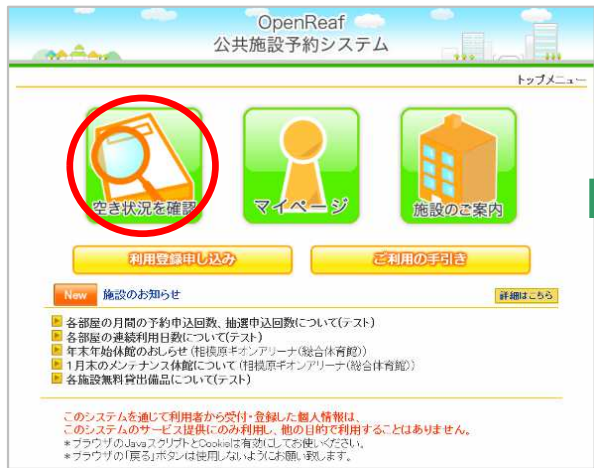 OpenReaf
公共施設予約システム
トップメニュー
空き状況を確認
マイページ
施設のご案内
利用登録申し込み
ご利用の手引き
New 施設のお知らせ
詳細はこちら
各部屋の月間の予約申込回数、抽選申込回数について(テスト)
各部屋の連続利用日数について(テスト)
年末年始休館のおしらせ(相模原ギオンアリーナ(総合体育館))
1月末のメンテナンス休館について(相模原ギオンアリーナ(総合体育館))
各施設無料貸出備品について(テスト)
このシステムを通じて利用者から受付・登録した個人情報は、
このシステムのサービス提供にのみ利用し、他の目的で利用することはありません。
*ブラウザのJavaスクリプトとCookieは有効にしてお使いください。
*ブラウザの「戻る」ボタンは使用しないようにお願い致します。